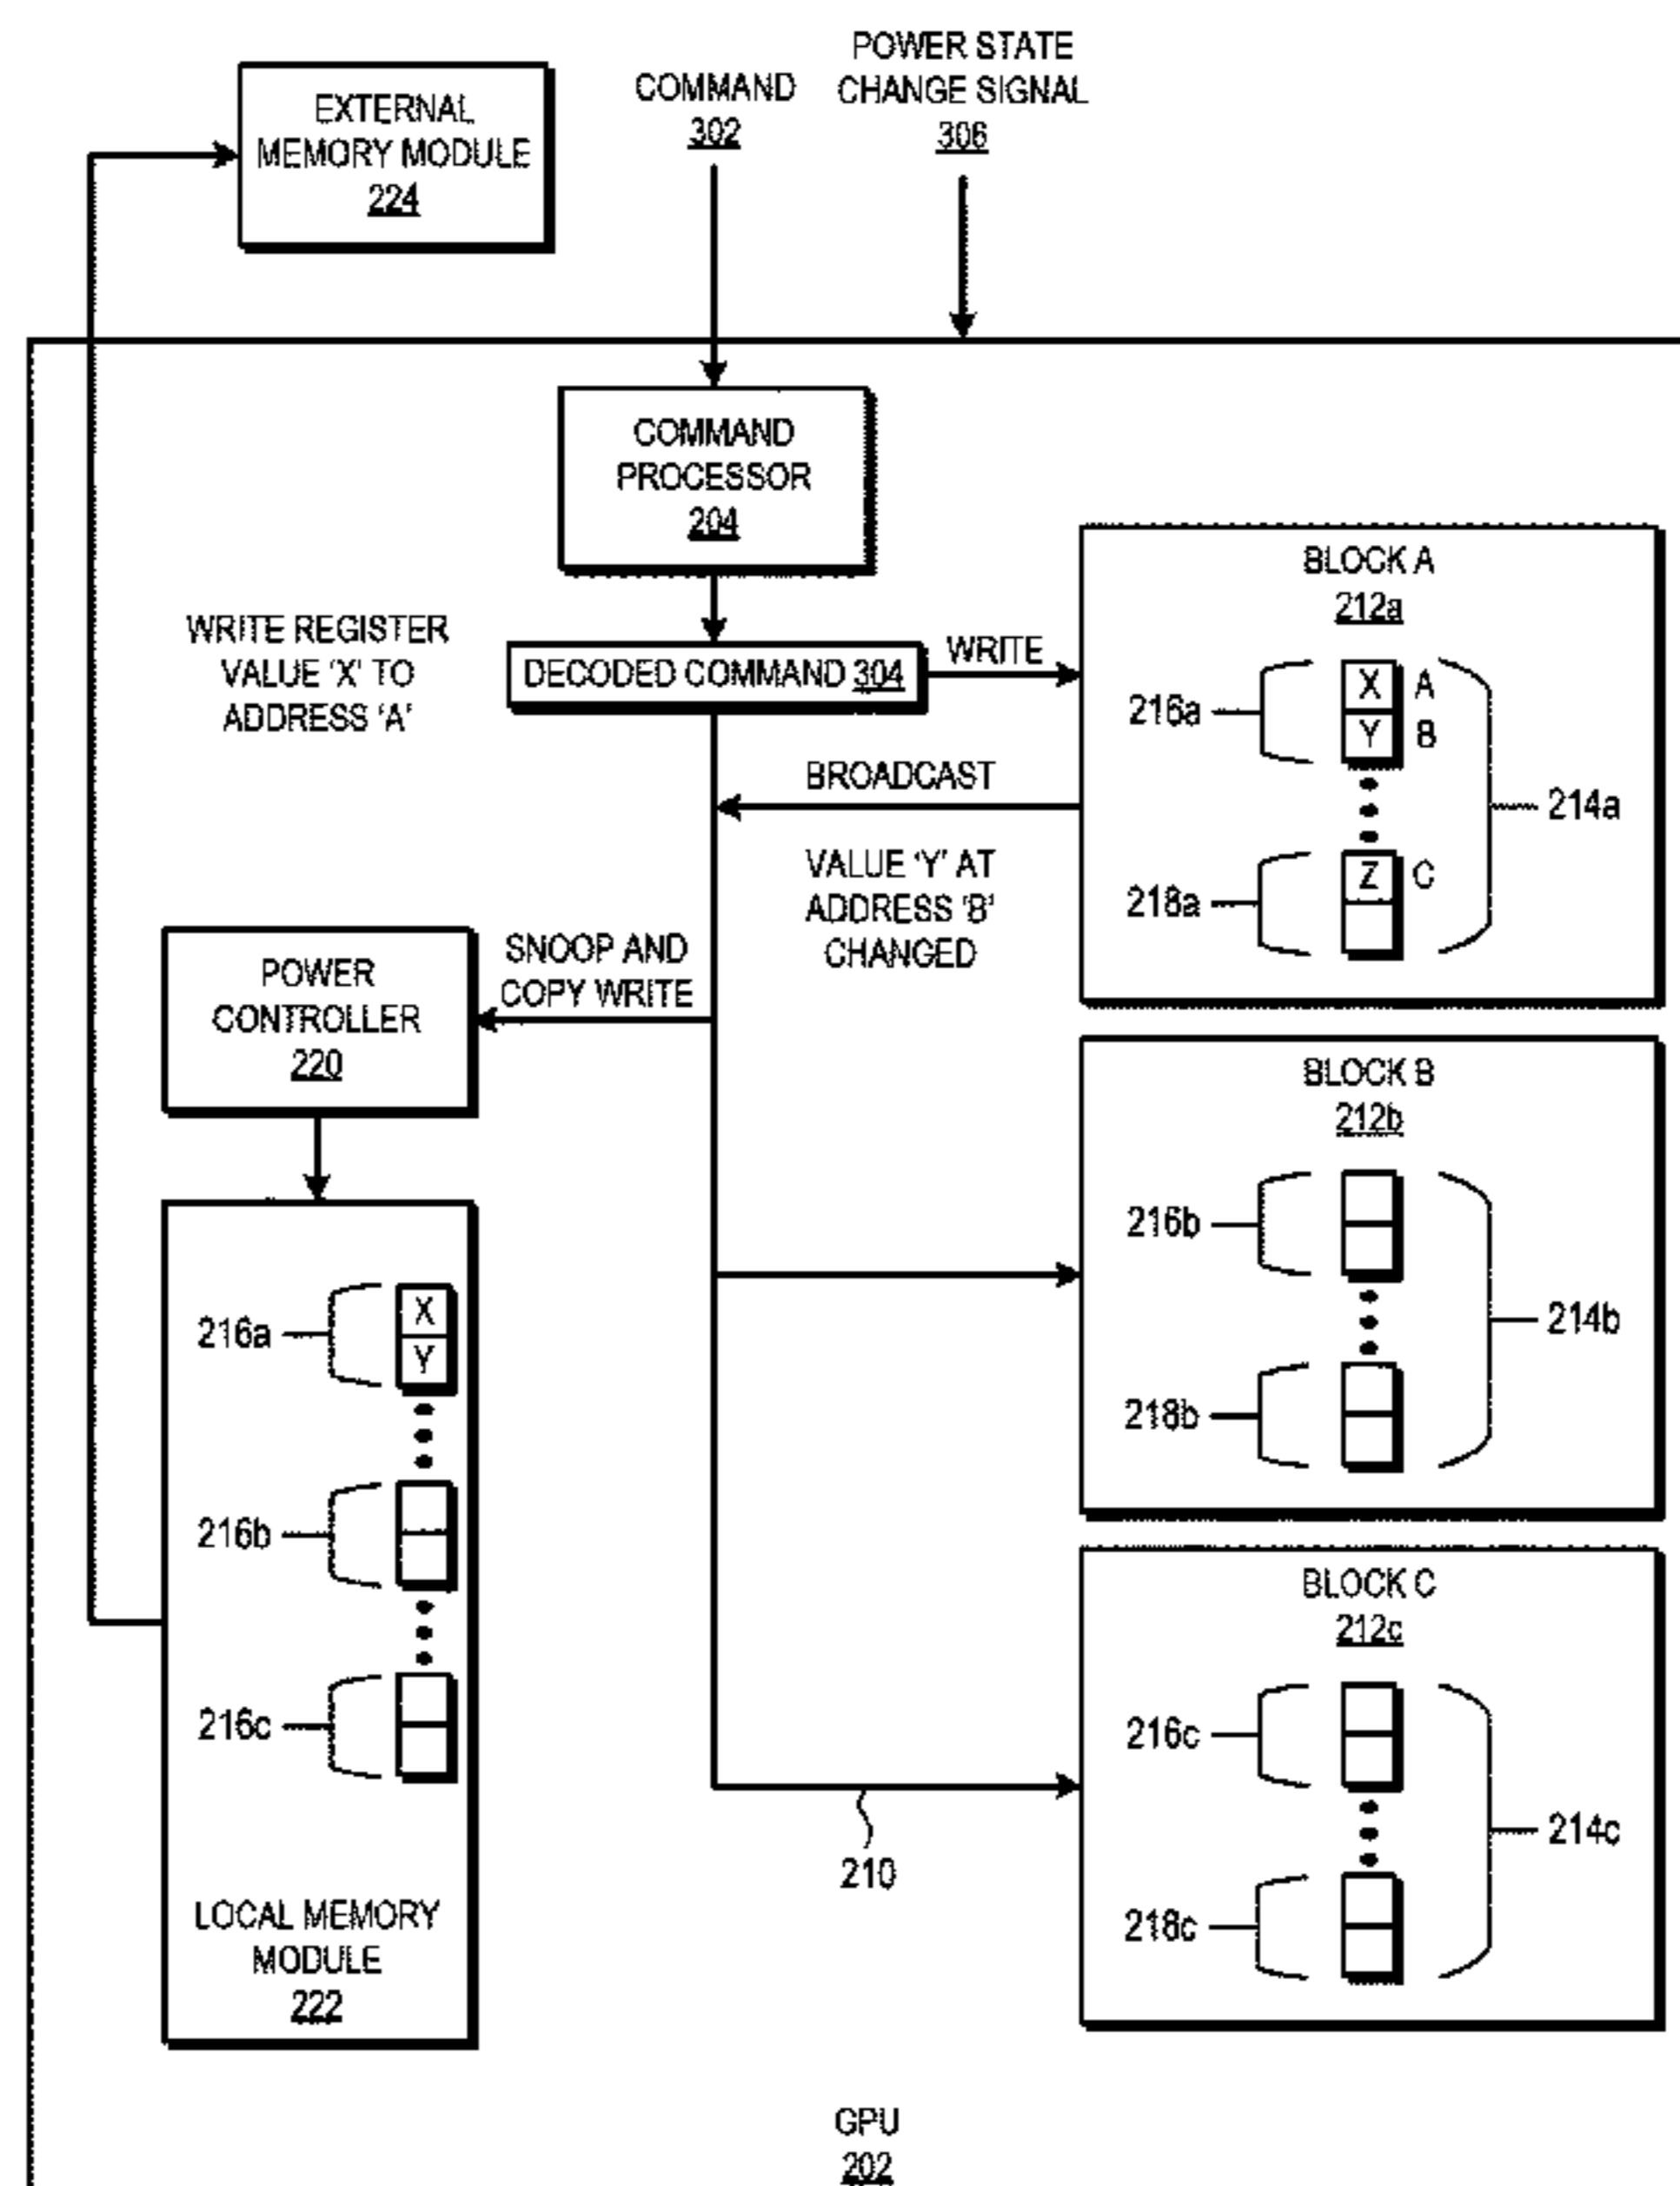 POWER STATE
CHANGE SIGNAL
306
COMMAND
302
EXTERNAL
MEMORY MODULE
224
COMMAND
PROCESSOR
204
WRITE REGISTER
VALUE ‘X’ TO
ADDRESS ‘A’
DECODED COMMAND 304
WRITE
BROADCAST
VALUE ‘Y’ AT
ADDRESS ‘B’
CHANGED
BLOCK A
212a
216a
X A
Y B
214a
218a
Z C
POWER
CONTROLLER
220
SNOOP AND
COPY WRITE
BLOCK B
212b
216b
214b
218b
216a
X
Y
216b
216c
LOCAL MEMORY
MODULE
222
BLOCK C
212c
216c
214c
218c
210
GPU
202